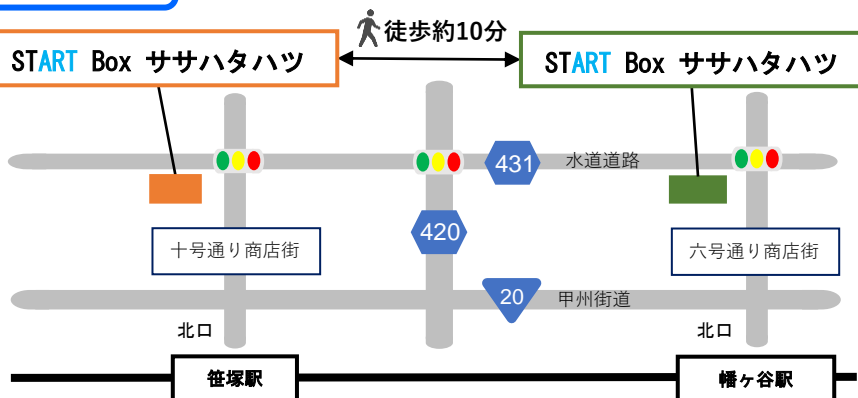 徒歩約10分
START Box ササハタハツ
START Box ササハタハツ
431
水道道路
420
十号通り商店街
六号通り商店街
20
甲州街道
北口
北口
笹塚駅
幡ヶ谷駅